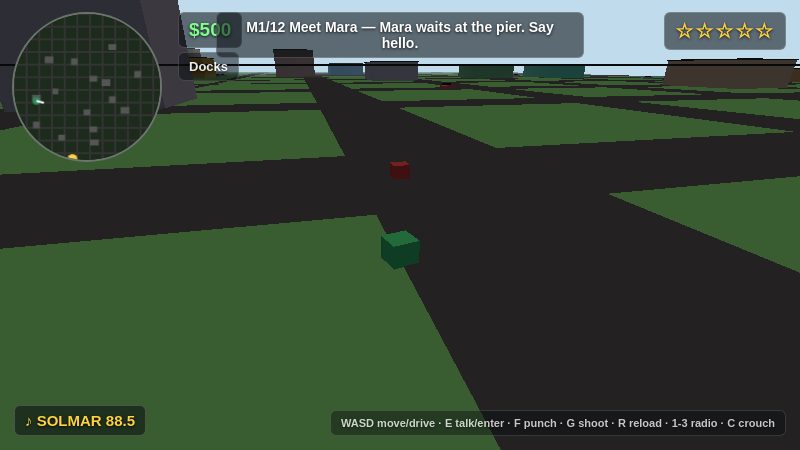 $500
M1/12 Meet Mara — Mara waits at the pier. Say
hello.
☆☆☆☆☆
Docks
♪ SOLMAR 88.5
WASD move/drive · E talk/enter · F punch · G shoot · R reload · 1-3 radio · C crouch